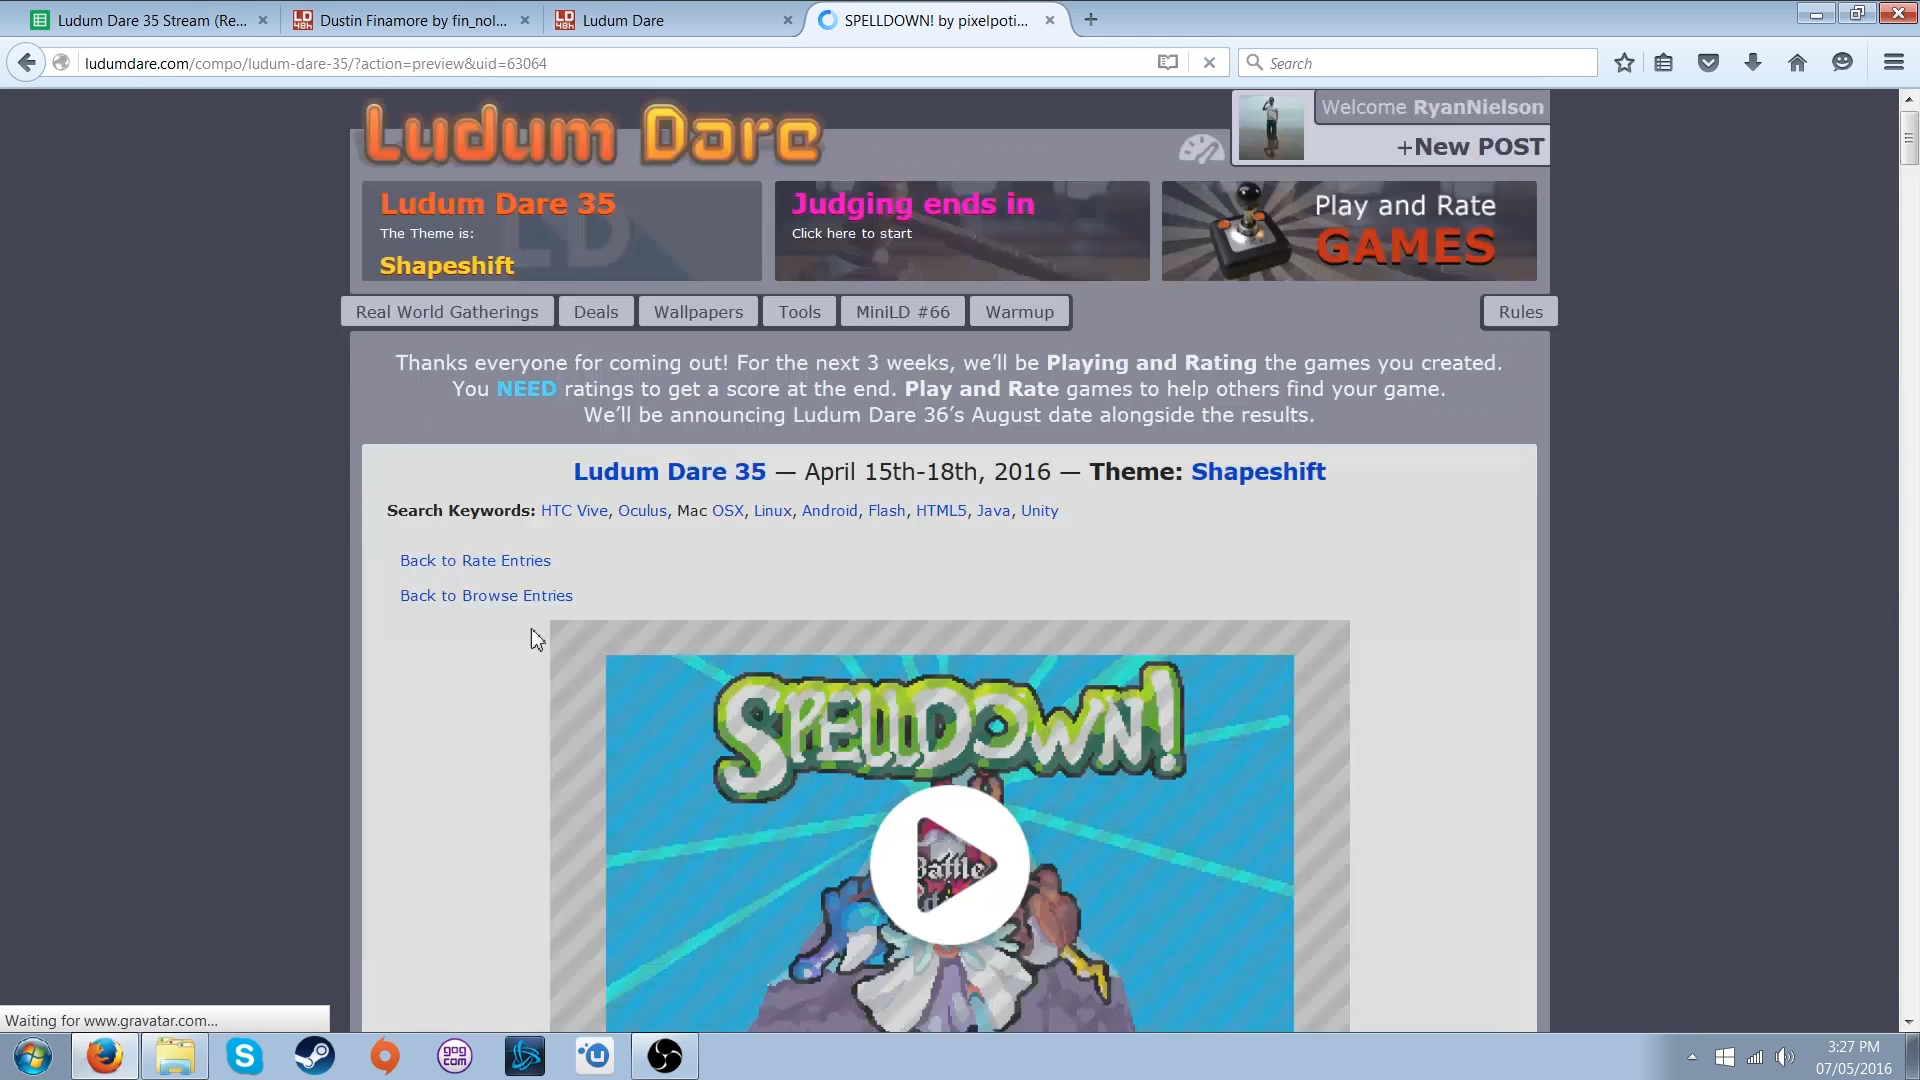 Ludum Dare 35 Stream (Re...
Dustin Finamore by fin_nol...
Ludum Dare
SPELLDOWN! by pixelpoti...
ludumdare.com/compo/ludum-dare-35/?action=preview&uid=63064
Search
Ludum Dare
Welcome RyanNielson
+New POST
Ludum Dare 35
The Theme is:
Shapeshift
Judging ends in
Click here to start
Play and Rate
GAMES
Real World Gatherings
Deals
Wallpapers
Tools
MiniLD #66
Warmup
Rules
Thanks everyone for coming out! For the next 3 weeks, we'll be Playing and Rating the games you created.
You NEED ratings to get a score at the end. Play and Rate games to help others find your game.
We'll be announcing Ludum Dare 36's August date alongside the results.
Ludum Dare 35 — April 15th-18th, 2016 — Theme: Shapeshift
Search Keywords: HTC Vive, Oculus, Mac OSX, Linux, Android, Flash, HTML5, Java, Unity
Back to Rate Entries
Back to Browse Entries
SPELLDOWN!
Battle
Waiting for www.gravatar.com...
gog
com
3:27 PM
07/05/2016